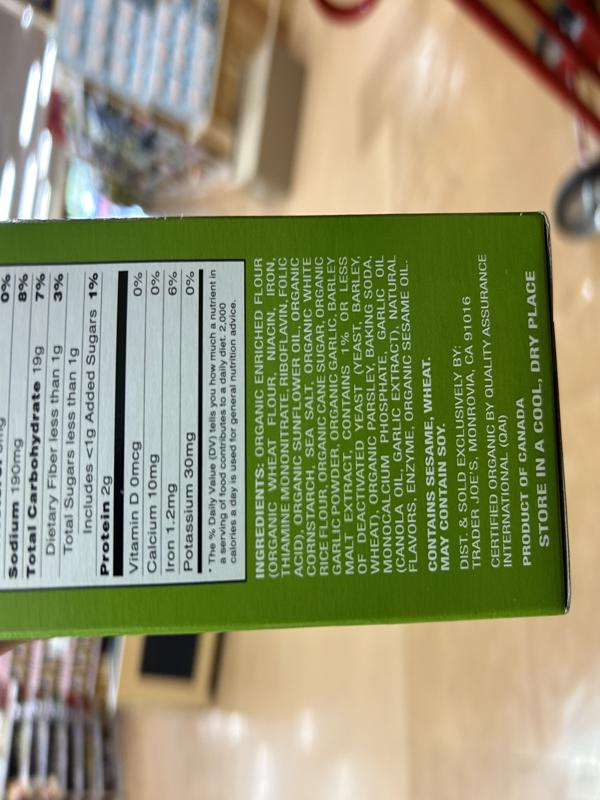 0%
Sodium 190mg 8%
Total Carbohydrate 19g 7%
Dietary Fiber less than 1g 3%
Total Sugars less than 1g
Includes <1g Added Sugars 1%
Protein 2g
Vitamin D 0mcg 0%
Calcium 10mg 0%
Iron 1.2mg 6%
Potassium 30mg 0%
* The % Daily Value (DV) tells you how much a nutrient in
a serving of food contributes to a daily diet. 2,000
calories a day is used for general nutrition advice.
INGREDIENTS: ORGANIC ENRICHED FLOUR
(ORGANIC WHEAT FLOUR, NIACIN, IRON,
THIAMINE MONONITRATE, RIBOFLAVIN, FOLIC
ACID), ORGANIC SUNFLOWER OIL, ORGANIC
CORNSTARCH, SEA SALT, ORGANIC WHITE
RICE FLOUR, ORGANIC CANE SUGAR, ORGANIC
GARLIC POWDER, ORGANIC GARLIC, BARLEY
MALT EXTRACT, CONTAINS 1% OR LESS
OF DEACTIVATED YEAST (YEAST, BARLEY,
WHEAT), ORGANIC PARSLEY, BAKING SODA,
MONOCALCIUM PHOSPHATE, GARLIC OIL
(CANOLA OIL, GARLIC EXTRACT), NATURAL
FLAVORS, ENZYME, ORGANIC SESAME OIL.
CONTAINS SESAME, WHEAT.
MAY CONTAIN SOY.
DIST. & SOLD EXCLUSIVELY BY:
TRADER JOE'S, MONROVIA, CA 91016
CERTIFIED ORGANIC BY QUALITY ASSURANCE
INTERNATIONAL (QAI)
PRODUCT OF CANADA
STORE IN A COOL, DRY PLACE